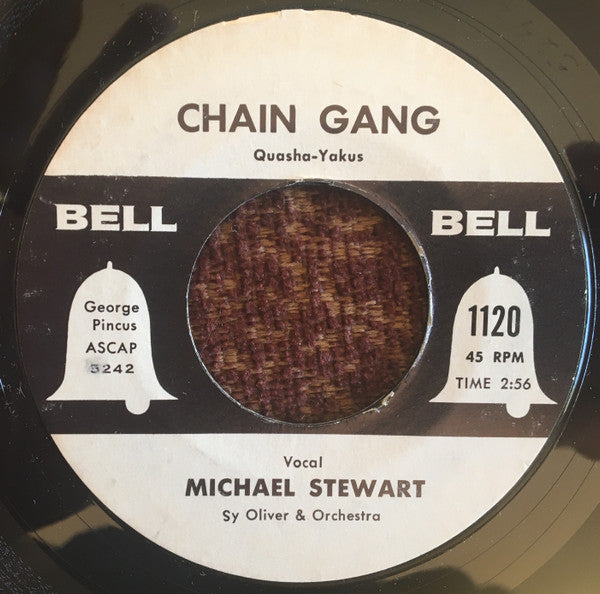 CHAIN GANG
Quasha-Yakus
BELL
BELL
George
Pincus
ASCAP
5242
1120
45 RPM
TIME 2:56
Vocal
MICHAEL STEWART
Sy Oliver & Orchestra